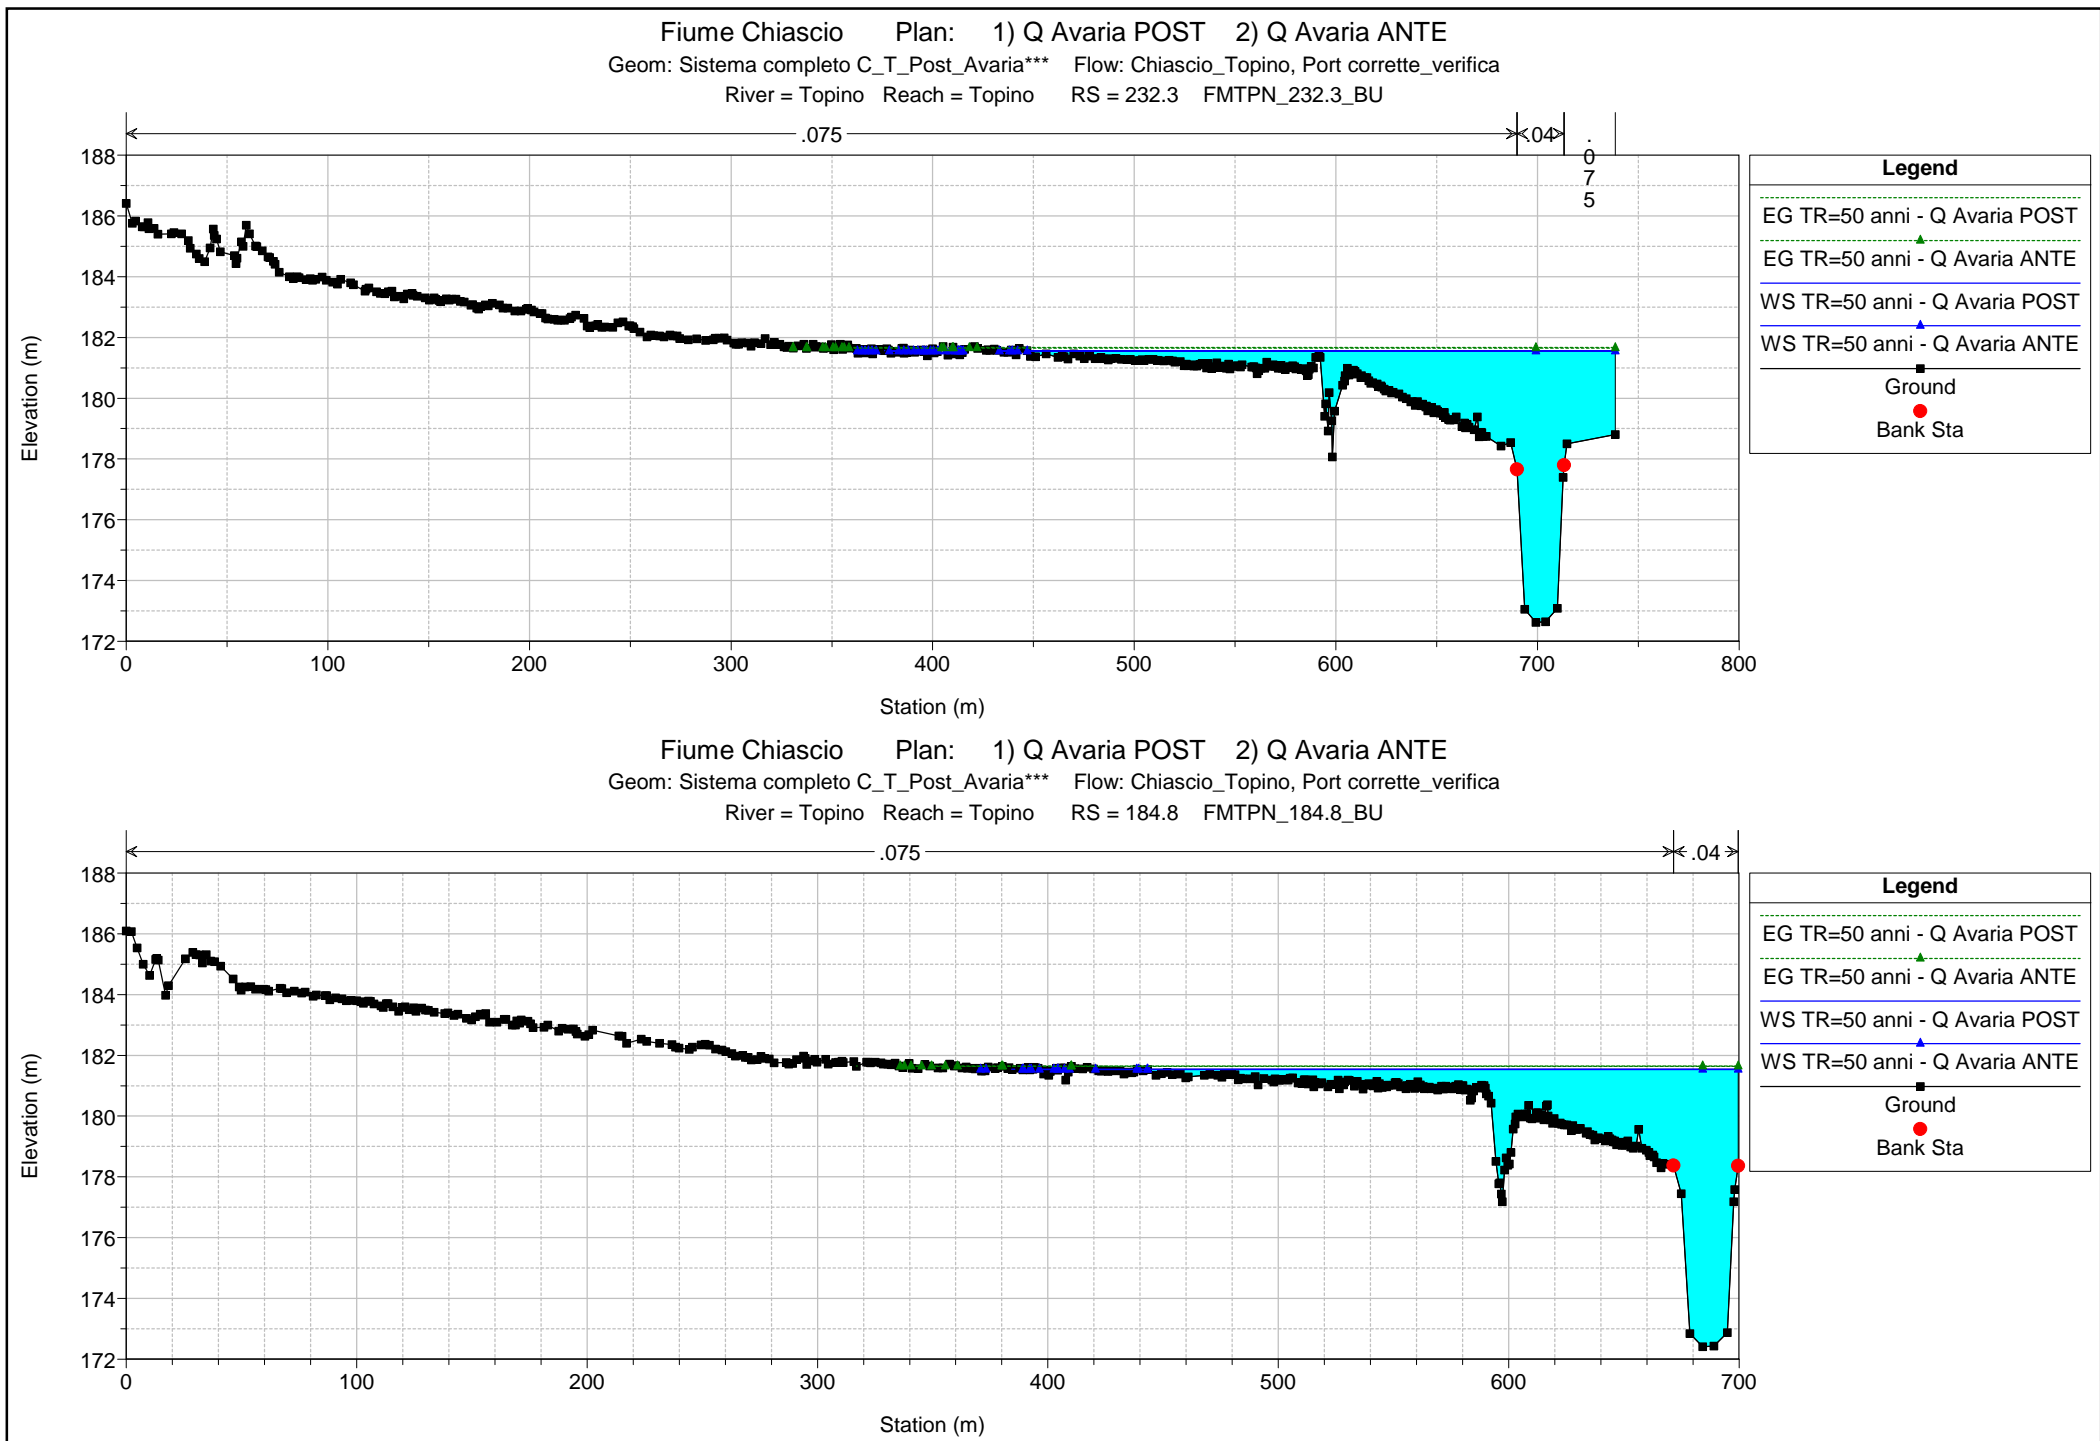 Fiume Chiascio Plan: 1) Q Avaria POST 2) Q Avaria ANTE
Geom: Sistema completo C_T_Post_Avaria*** Flow: Chiascio_Topino, Port corrette_verifica
River = Topino Reach = Topino RS = 232.3 FMTPN_232.3_BU
.075 .04 .075
188
186
184
182
180
178
176
174
172
Elevation (m)
0 100 200 300 400 500 600 700 800
Station (m)
Legend
EG TR=50 anni - Q Avaria POST
EG TR=50 anni - Q Avaria ANTE
WS TR=50 anni - Q Avaria POST
WS TR=50 anni - Q Avaria ANTE
Ground
Bank Sta
Fiume Chiascio Plan: 1) Q Avaria POST 2) Q Avaria ANTE
Geom: Sistema completo C_T_Post_Avaria*** Flow: Chiascio_Topino, Port corrette_verifica
River = Topino Reach = Topino RS = 184.8 FMTPN_184.8_BU
.075 .04
188
186
184
182
180
178
176
174
172
Elevation (m)
0 100 200 300 400 500 600 700
Station (m)
Legend
EG TR=50 anni - Q Avaria POST
EG TR=50 anni - Q Avaria ANTE
WS TR=50 anni - Q Avaria POST
WS TR=50 anni - Q Avaria ANTE
Ground
Bank Sta